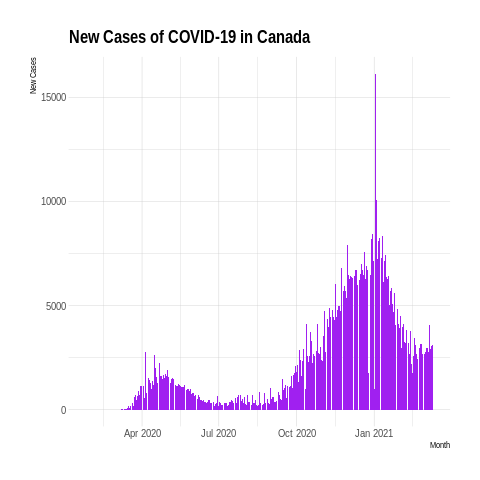 New Cases of COVID-19 in Canada
New Cases
15000
10000
5000
0
Apr 2020 Jul 2020 Oct 2020 Jan 2021
Month